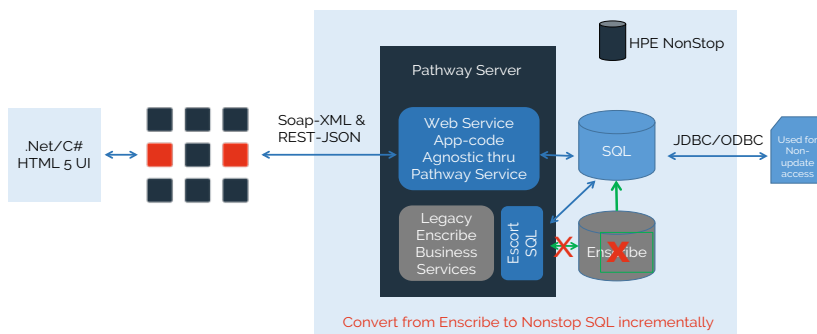 HPE NonStop
Pathway Server
.Net/C#
HTML 5 UI
Soap-XML &
REST-JSON
Web Service
App-code
Agnostic thru
Pathway Service
SQL
JDBC/ODBC
Used for
Non-
update
access
Legacy
Enscribe
Business
Services
Escort
SQL
X
Enscribe
X
Convert from Enscribe to Nonstop SQL incrementally